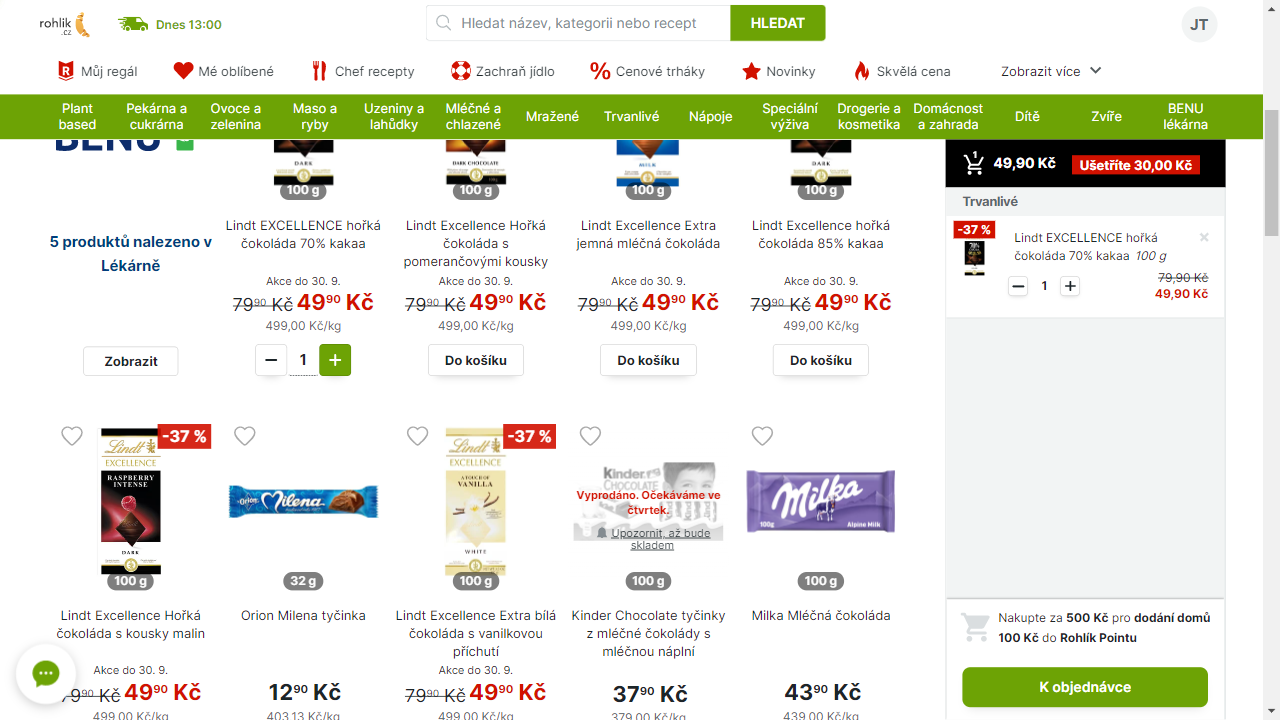 rohlik
.cz
Dnes 13:00
Hledat název, kategorii nebo recept
HLEDAT
JT
Můj regál
Mé oblíbené
Chef recepty
Zachraň jídlo
Cenové trháky
Novinky
Skvělá cena
Zobrazit více
Plant
based
Pekárna a
cukrárna
Ovoce a
zelenina
Maso a
ryby
Uzeniny a
lahůdky
Mléčné a
chlazené
Mražené
Trvanlivé
Nápoje
Speciální
výživa
Drogerie a
kosmetika
Domácnost
a zahrada
Dítě
Zvíře
BENU
lékárna
BENU
5 produktů nalezeno v
Lékárně
Zobrazit
DARK
100 g
Lindt EXCELLENCE hořká
čokoláda 70% kakaa
Akce do 30. 9.
79,90 Kč 49,90 Kč
499,00 Kč/kg
1
DARK CHOCOLATE
100 g
Lindt Excellence Hořká
čokoláda s
pomerančovými kousky
Akce do 30. 9.
79,90 Kč 49,90 Kč
499,00 Kč/kg
Do košíku
MILK
100 g
Lindt Excellence Extra
jemná mléčná čokoláda
Akce do 30. 9.
79,90 Kč 49,90 Kč
499,00 Kč/kg
Do košíku
DARK
100 g
Lindt Excellence hořká
čokoláda 85% kakaa
Akce do 30. 9.
79,90 Kč 49,90 Kč
499,00 Kč/kg
Do košíku
-37 %
Lindt
EXCELLENCE
RASPBERRY
INTENSE
DARK
100 g
Lindt Excellence Hořká
čokoláda s kousky malin
Akce do 30. 9.
79,90 Kč 49,90 Kč
499,00 Kč/kg
Orion Milena
32 g
Orion Milena tyčinka
12,90 Kč
403,13 Kč/kg
-37 %
Lindt
EXCELLENCE
A TOUCH OF
VANILLA
WHITE
100 g
Lindt Excellence Extra bílá
čokoláda s vanilkovou
příchutí
Akce do 30. 9.
79,90 Kč 49,90 Kč
499,00 Kč/kg
Kinder
CHOCOLATE
Vyprodáno. Očekáváme ve
čtvrtek.
Upozornit, až bude
skladem
100 g
Kinder Chocolate tyčinky
z mléčné čokolády s
mléčnou náplní
37,90 Kč
379,00 Kč/kg
Milka
100g
Alpine Milk
100 g
Milka Mléčná čokoláda
43,90 Kč
439,00 Kč/kg
1
49,90 Kč
Ušetříte 30,00 Kč
Trvanlivé
-37 %
70%
Lindt EXCELLENCE hořká
čokoláda 70% kakaa 100 g
1
79,90 Kč
49,90 Kč
Nakupte za 500 Kč pro dodání domů
100 Kč do Rohlík Pointu
K objednávce